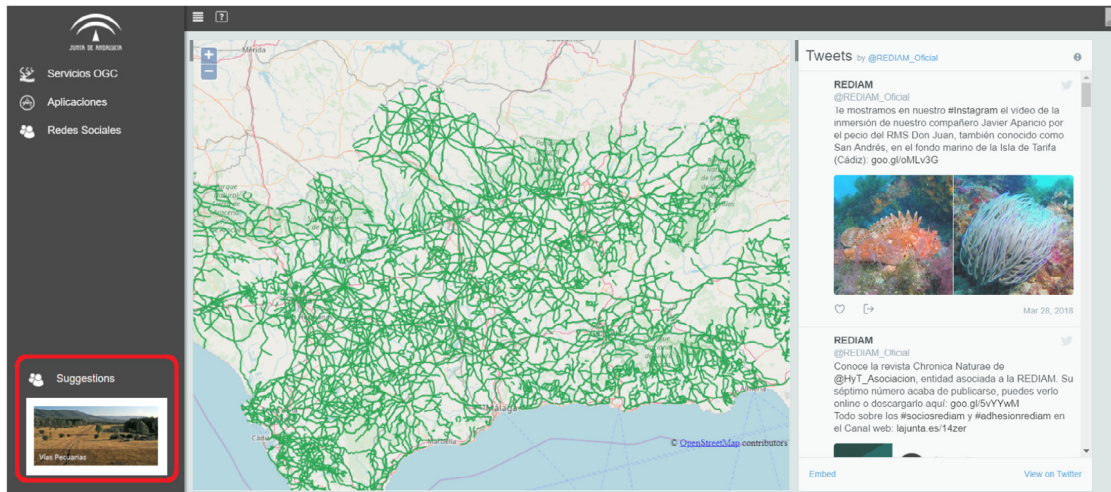 JUNTA DE ANDALUCIA
Servicios OGC
Aplicaciones
Redes Sociales
Suggestions
Vías Pecuarias
?
+
−
Mérida
Parque
Natural
Málaga
Marbella
Cádiz
Almería
© OpenStreetMap contributors
Tweets by @REDIAM_Oficial
REDIAM
@REDIAM_Oficial
Te mostramos en nuestro #Instagram el vídeo de la
inmersión de nuestro compañero Javier Aparicio por
el pecio del RMS Don Juan, también conocido como
San Andrés, en el fondo marino de la Isla de Tarifa
(Cádiz): goo.gl/oMLv3G
Mar 28, 2018
REDIAM
@REDIAM_Oficial
Conoce la revista Chronica Naturae de
@HyT_Asociacion, entidad asociada a la REDIAM. Su
séptimo número acaba de publicarse, puedes verlo
online o descargarlo aquí: goo.gl/5vYYwM
Todo sobre los #sociosrediam y #adhesionrediam en
el Canal web: lajunta.es/14zer
Embed
View on Twitter